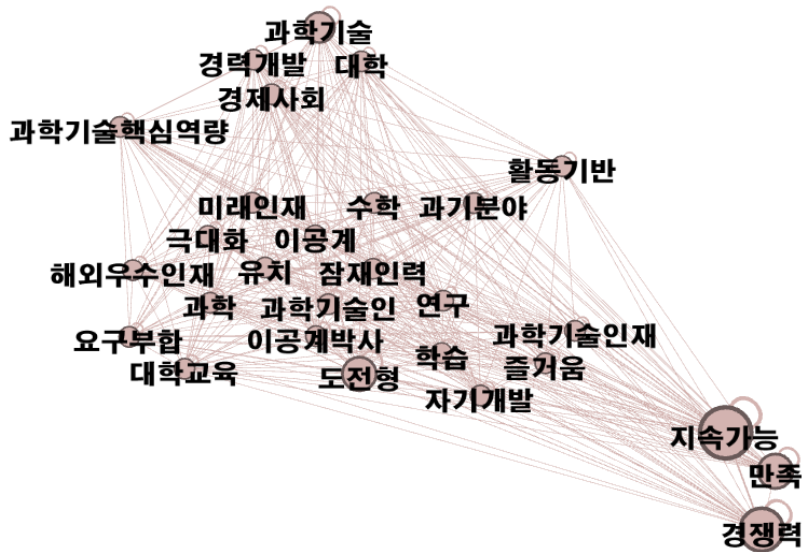 과학기술
경력개발
대학
경제사회
과학기술핵심역량
활동기반
미래인재
수학
과기분야
극대화
이공계
해외우수인재
유치
잠재인력
과학
과학기술인
연구
요구부합
이공계박사
과학기술인재
대학교육
도전형
학습
즐거움
자기개발
지속가능
만족
경쟁력